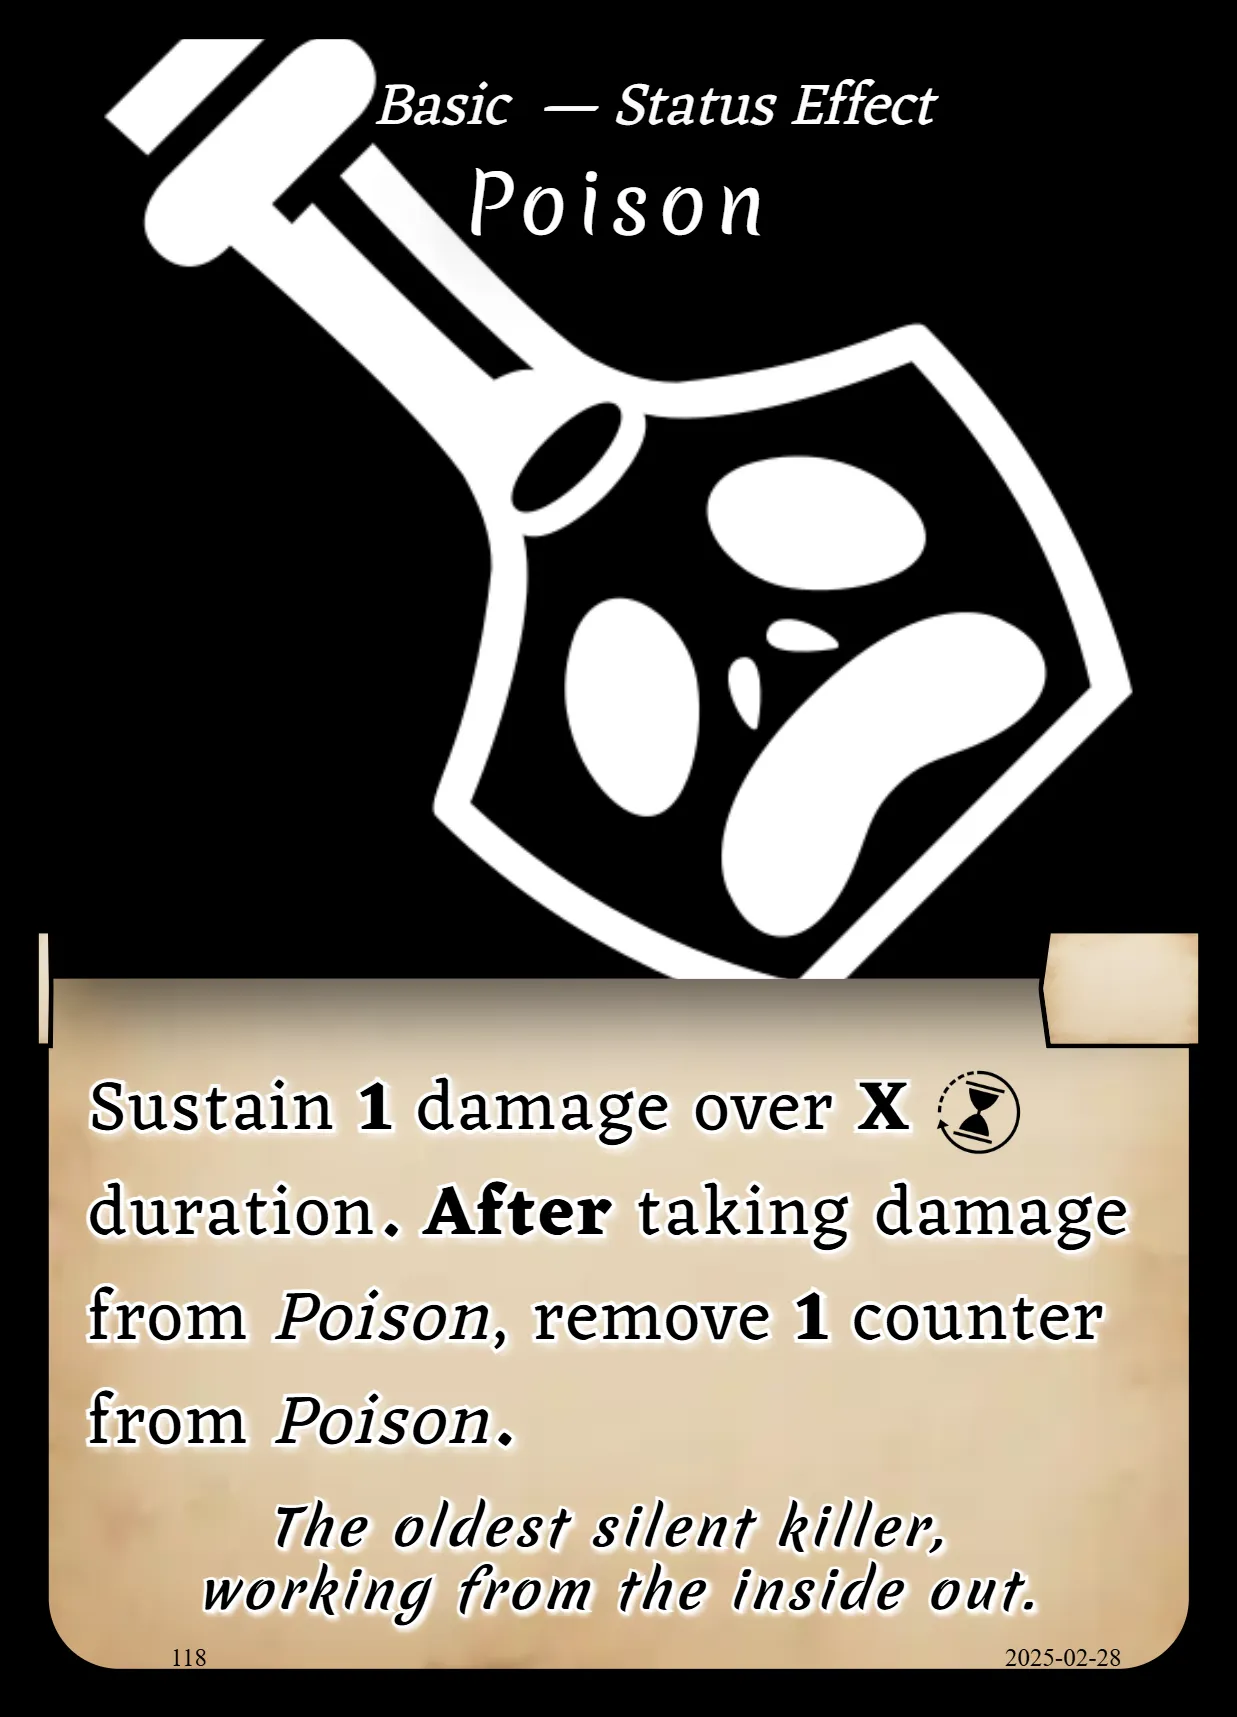 Basic — Status Effect
Poison
Sustain 1 damage over X
duration. After taking damage
from Poison, remove 1 counter
from Poison.
The oldest silent killer,
working from the inside out.
118
2025-02-28